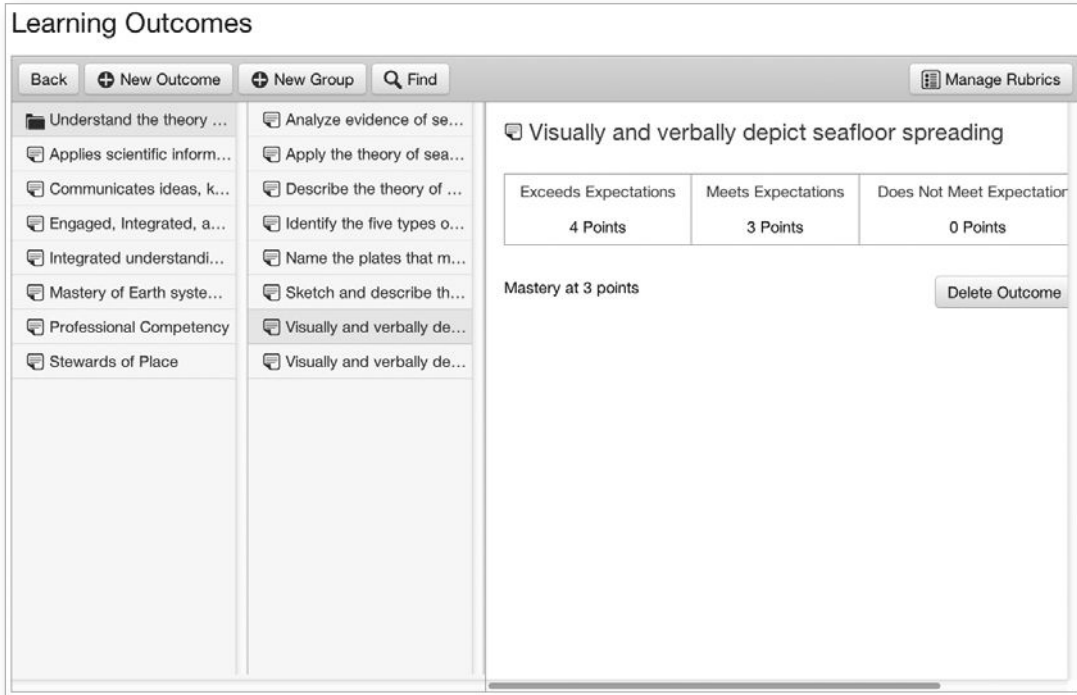 Learning Outcomes
Back
New Outcome
New Group
Find
Manage Rubrics
Understand the theory ...
Applies scientific inform...
Communicates ideas, k...
Engaged, Integrated, a...
Integrated understandi...
Mastery of Earth syste...
Professional Competency
Stewards of Place
Analyze evidence of se...
Apply the theory of sea...
Describe the theory of ...
Identify the five types o...
Name the plates that m...
Sketch and describe th...
Visually and verbally de...
Visually and verbally de...
Visually and verbally depict seafloor spreading
Exceeds Expectations
4 Points
Meets Expectations
3 Points
Does Not Meet Expectation
0 Points
Mastery at 3 points
Delete Outcome